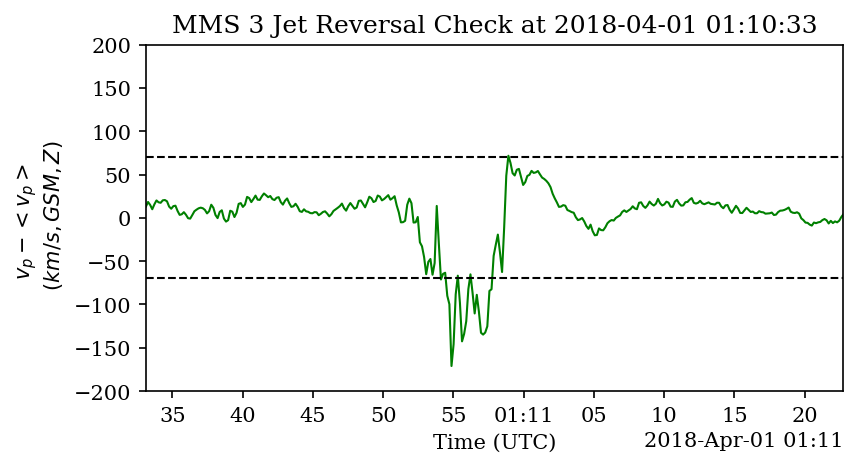 MMS 3 Jet Reversal Check at 2018-04-01 01:10:33
200
150
100
50
0
−50
−100
−150
−200
v_p − < v_p >
(km/s, GSM, Z)
35 40 45 50 55 01:11 05 10 15 20
Time (UTC)
2018-Apr-01 01:11